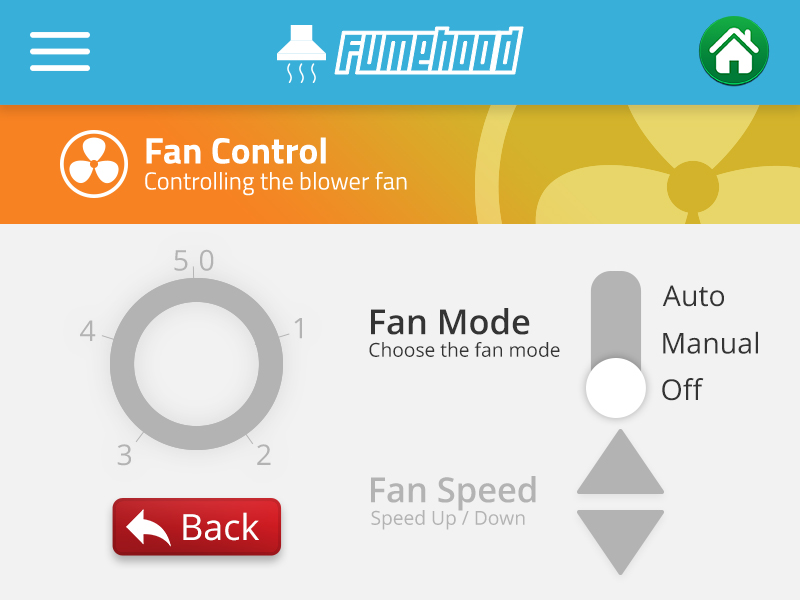 Fumehood
Fan Control
Controlling the blower fan
5 0
4
1
3
2
Back
Fan Mode
Choose the fan mode
Auto
Manual
Off
Fan Speed
Speed Up / Down